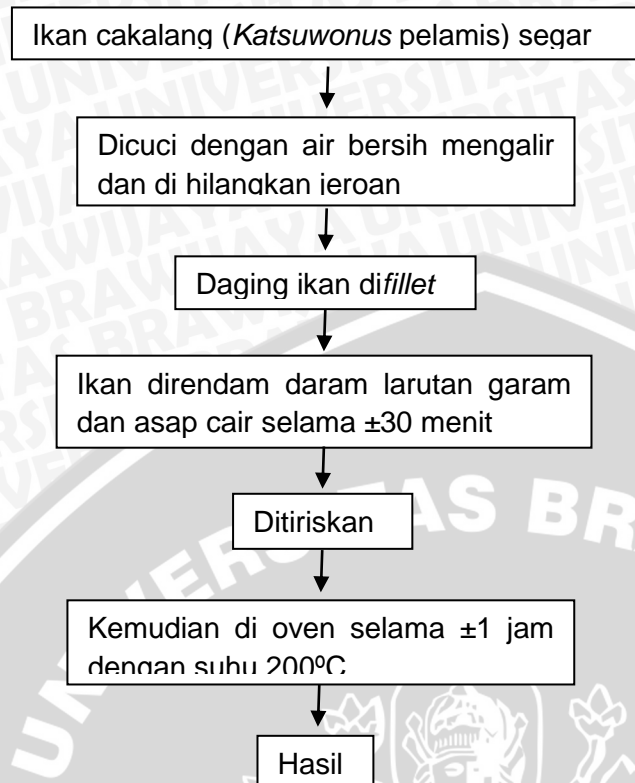 Ikan cakalang (Katsuwonus pelamis) segar
Dicuci dengan air bersih mengalir
dan di hilangkan jeroan
Daging ikan difillet
Ikan direndam daram larutan garam
dan asap cair selama ±30 menit
Ditiriskan
Kemudian di oven selama ±1 jam
dengan suhu 200ºC
Hasil